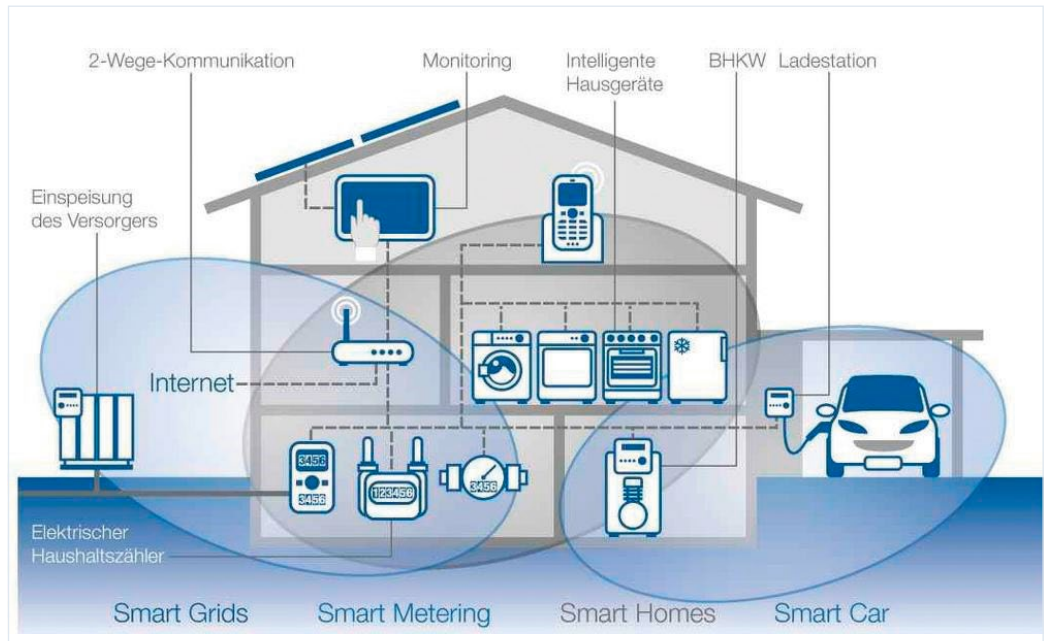 2-Wege-Kommunikation
Monitoring
Intelligente
Hausgeräte
BHKW
Ladestation
Einspeisung
des Versorgers
Internet
3456
3456
123456
3456
Elektrischer
Haushaltszähler
Smart Grids
Smart Metering
Smart Homes
Smart Car